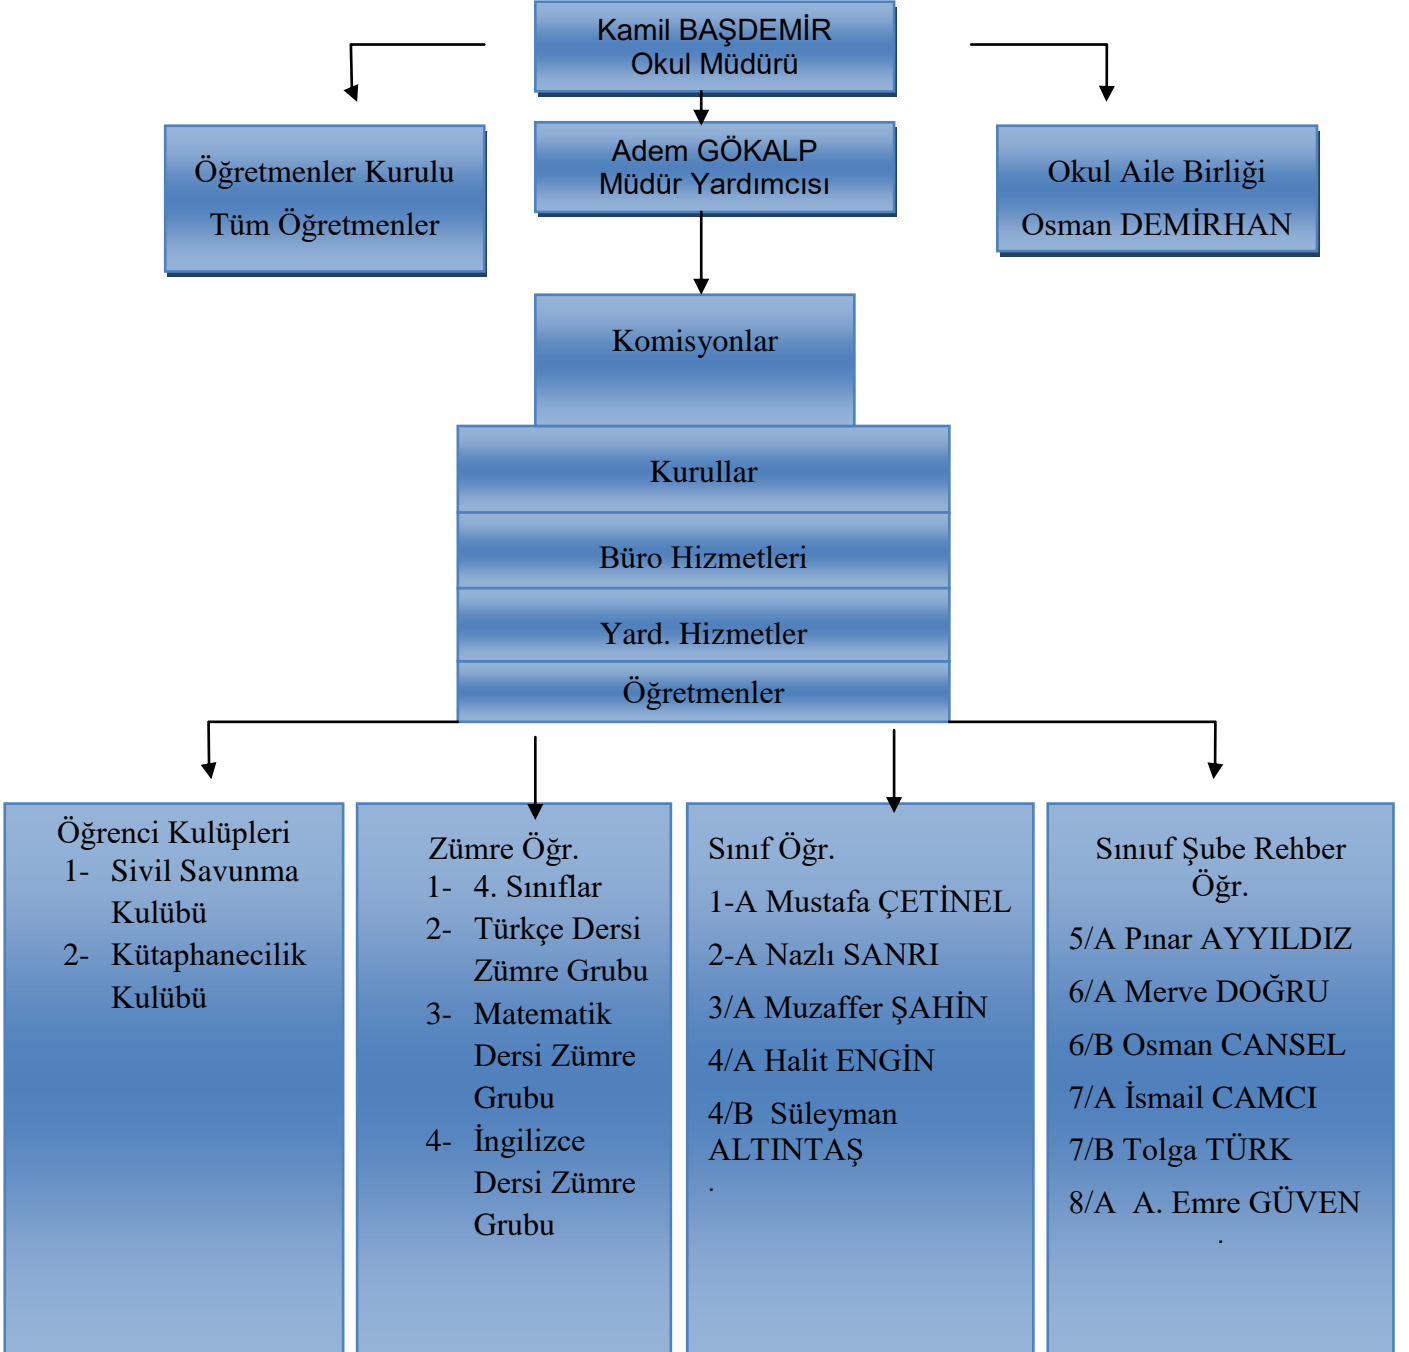 Kamil BAŞDEMİR
Okul Müdürü
Adem GÖKALP
Müdür Yardımcısı
Öğretmenler Kurulu
Tüm Öğretmenler
Okul Aile Birliği
Osman DEMİRHAN
Komisyonlar
Kurullar
Büro Hizmetleri
Yard. Hizmetler
Öğretmenler
Öğrenci Kulüpleri
1- Sivil Savunma
Kulübü
2- Kütaphanecilik
Kulübü
Zümre Öğr.
1- 4. Sınıflar
2- Türkçe Dersi
Zümre Grubu
3- Matematik
Dersi Zümre
Grubu
4- İngilizce
Dersi Zümre
Grubu
Sınıf Öğr.
1-A Mustafa ÇETİNEL
2-A Nazlı SANRI
3/A Muzaffer ŞAHİN
4/A Halit ENGİN
4/B Süleyman
ALTINTAŞ
.
Sınıuf Şube Rehber
Öğr.
5/A Pınar AYYILDIZ
6/A Merve DOĞRU
6/B Osman CANSEL
7/A İsmail CAMCI
7/B Tolga TÜRK
8/A A. Emre GÜVEN
.